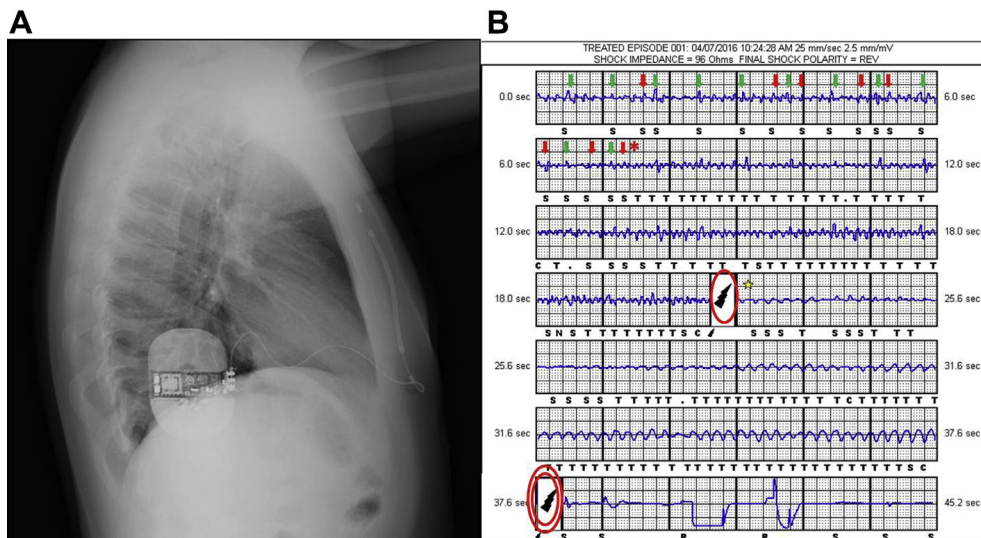 A
B
TREATED EPISODE 001: 04/07/2016 10:24:28 AM 25 mm/sec 2.5 mm/mV
SHOCK IMPEDANCE = 96 Ohms FINAL SHOCK POLARITY = REV
0.0 sec
6.0 sec
S S S S S S S S S S S S S
6.0 sec
12.0 sec
S S S S S T T T T T T T T T T T T T T . T T T T
12.0 sec
18.0 sec
C T . S S S S T T T T T T S T T T T T T T T T T T T T
18.0 sec
25.6 sec
S N S T T T T T T T T S C S S S T S S S T T T
25.6 sec
31.6 sec
S S S S T T T T T . T T T T T T T T T T T C T T T T T T T
31.6 sec
37.6 sec
37.6 sec
45.2 sec